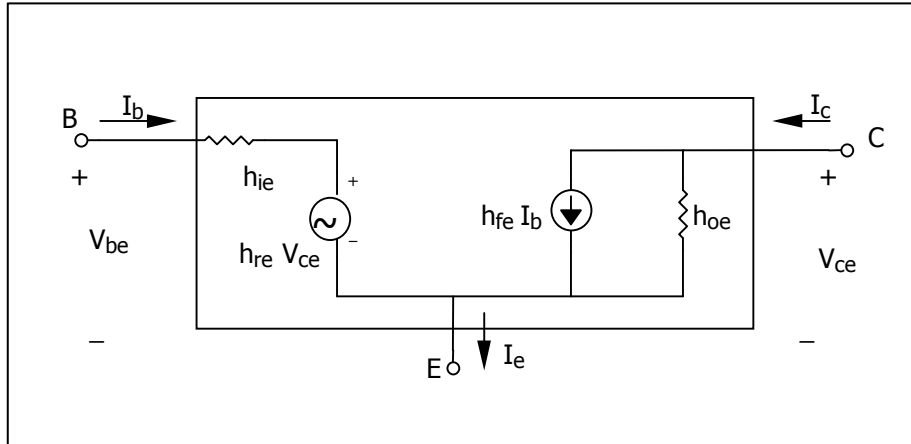 B
I_b
+
V_be
−
h_ie
+
−
h_re V_ce
h_fe I_b
h_oe
I_c
C
+
V_ce
−
E
I_e